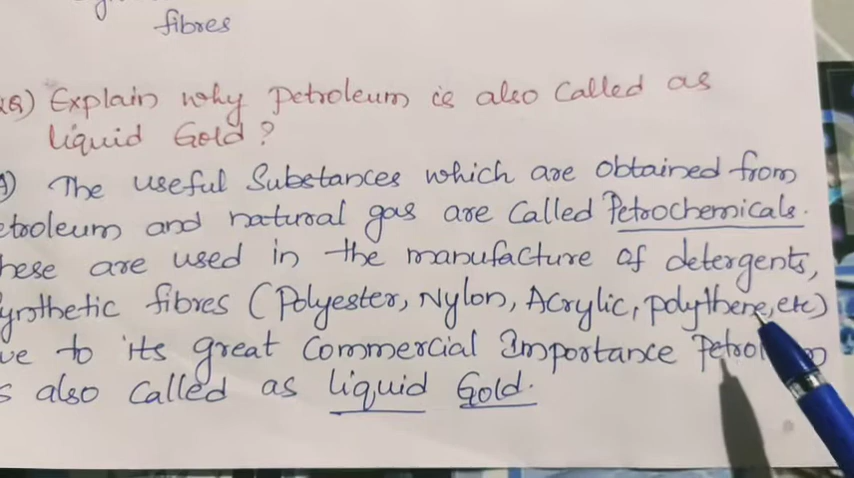 fibres
Q) Explain why petroleum is also called as
liquid Gold?
A) The useful Substances which are obtained from
etroleum and natural gas are called Petrochemicals.
hese are used in the manufacture of detergents,
ynthetic fibres (Polyester, Nylon, Acrylic, polythene, etc)
ue to its great Commercial Importance Petrol
s also called as liquid Gold.